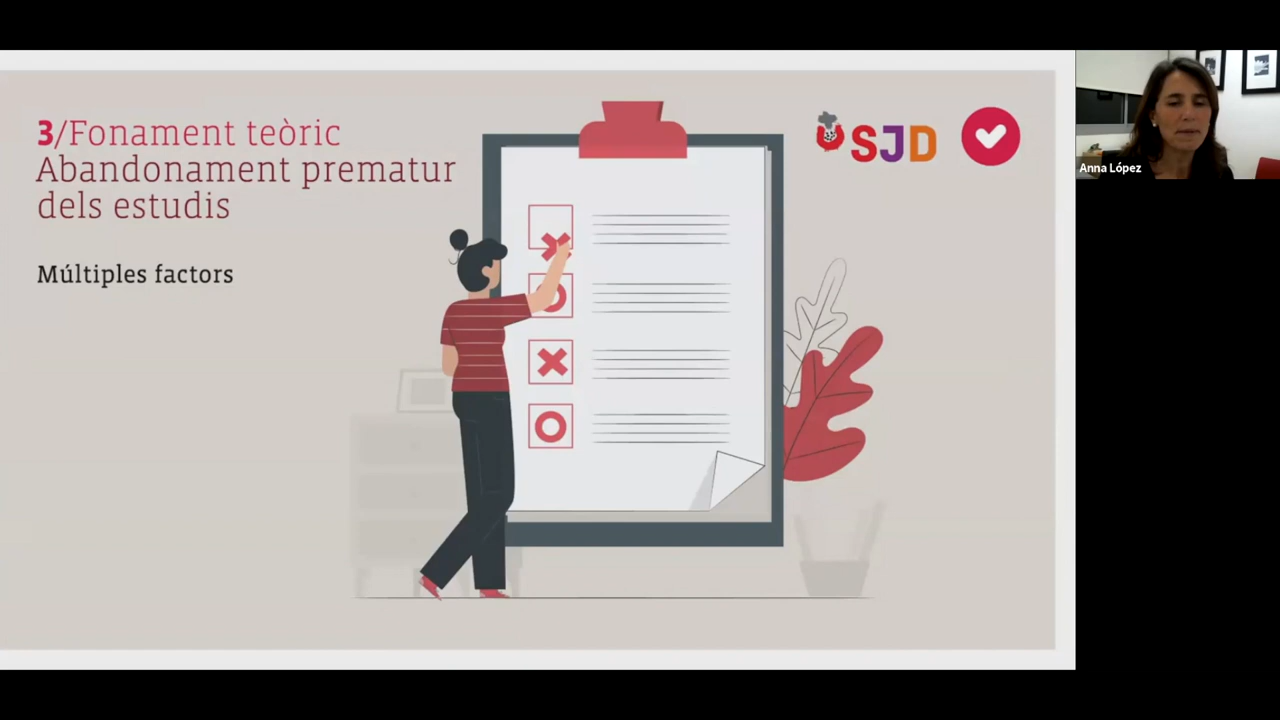 3/Fonament teòric
Abandonament prematur
dels estudis
Múltiples factors
SJD
Anna López